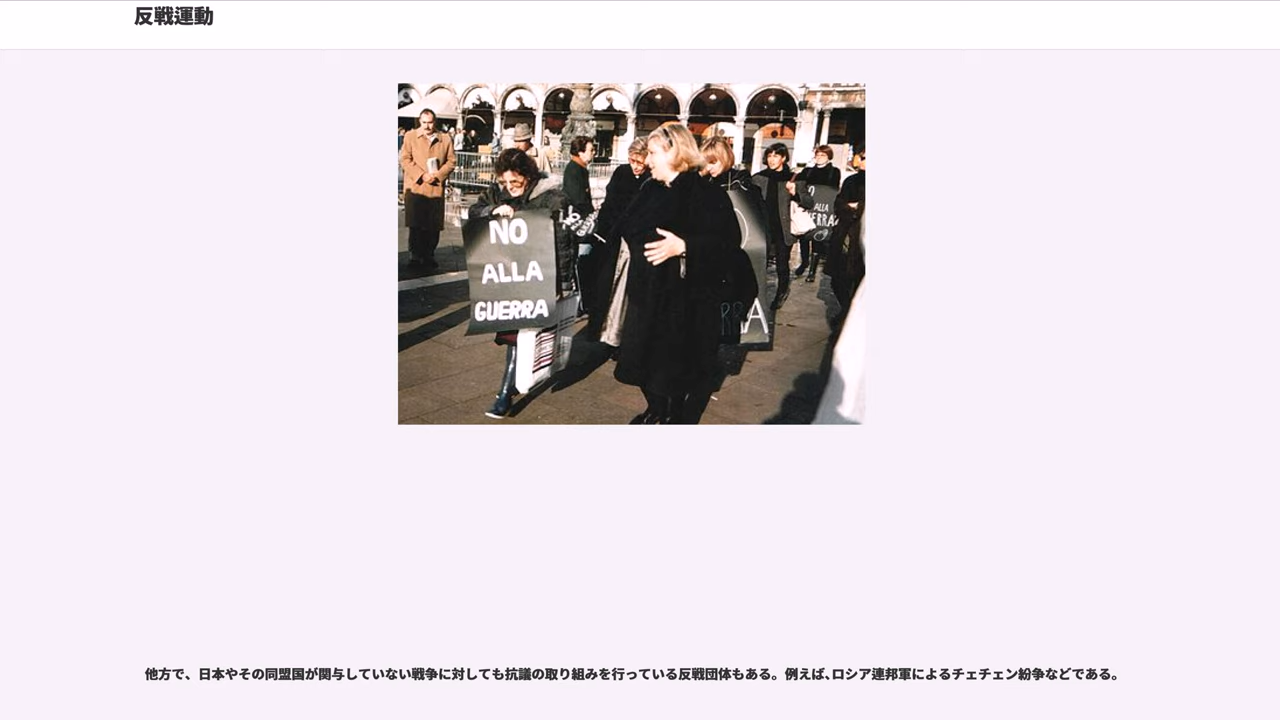 反戦運動
NO
ALLA
GUERRA
ALLA
他方で、日本やその同盟国が関与していない戦争に対しても抗議の取り組みを行っている反戦団体もある。例えば、ロシア連邦軍によるチェチェン紛争などである。